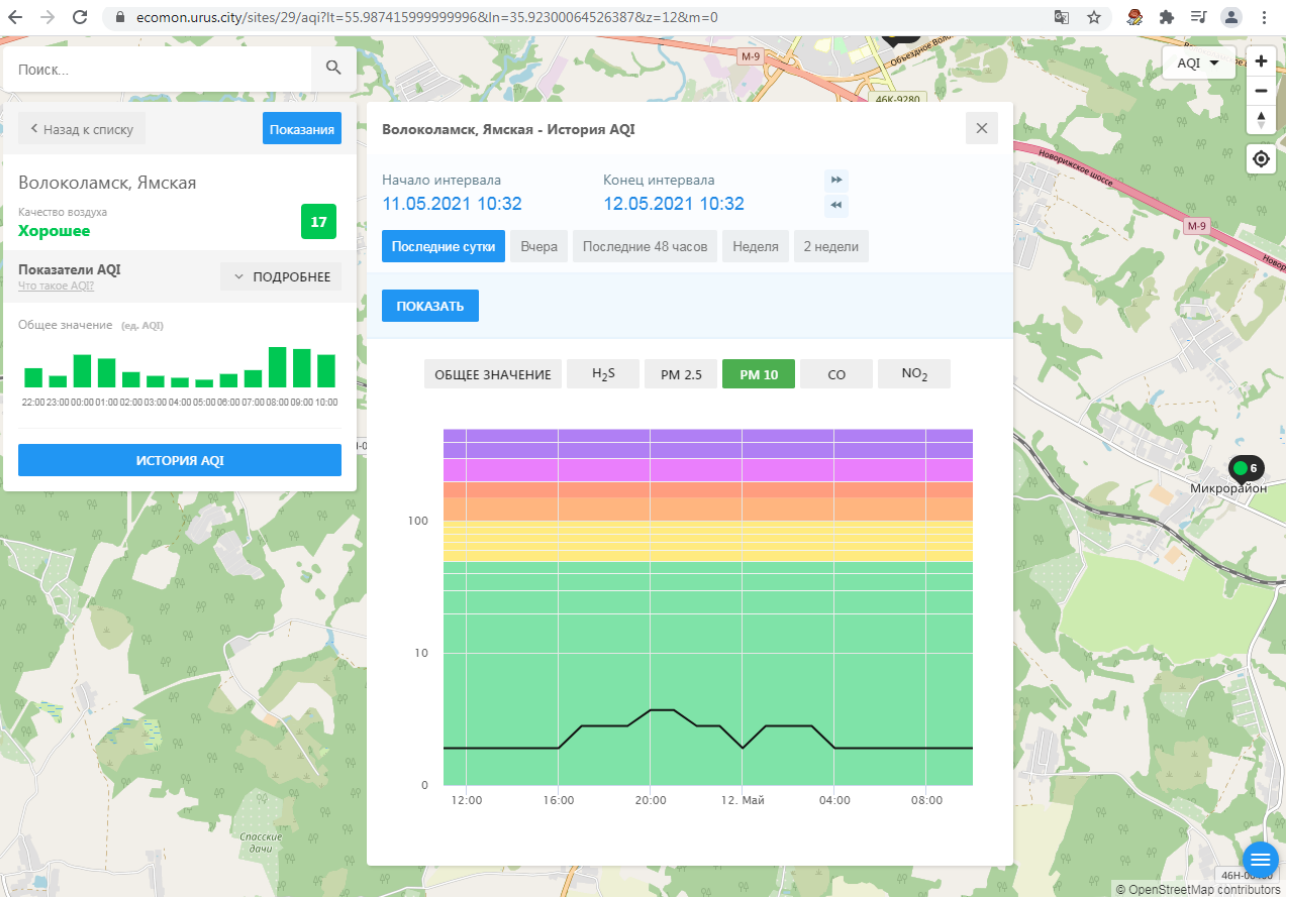 ecomon.urus.city/sites/29/aqi?lt=55.987415999999996&ln=35.92300064526387&z=12&m=0
Поиск...
M-9
Объездное Воло
46К-9280
AQI
Назад к списку
Показания
Волоколамск, Ямская
Качество воздуха
Хорошее
17
Показатели AQI
Что такое AQI?
ПОДРОБНЕЕ
Общее значение (ед. AQI)
22:00 23:00 00:00 01:00 02:00 03:00 04:00 05:00 06:00 07:00 08:00 09:00 10:00
ИСТОРИЯ AQI
Волоколамск, Ямская - История AQI
Начало интервала
Конец интервала
11.05.2021 10:32
12.05.2021 10:32
Последние сутки
Вчера
Последние 48 часов
Неделя
2 недели
ПОКАЗАТЬ
ОБЩЕЕ ЗНАЧЕНИЕ
H2S
PM 2.5
PM 10
CO
NO2
100
10
0
12:00 16:00 20:00 12. Май 04:00 08:00
Новорижское шоссе
M-9
Новор
6
Микрорайон
Спасские
дачи
© OpenStreetMap contributors